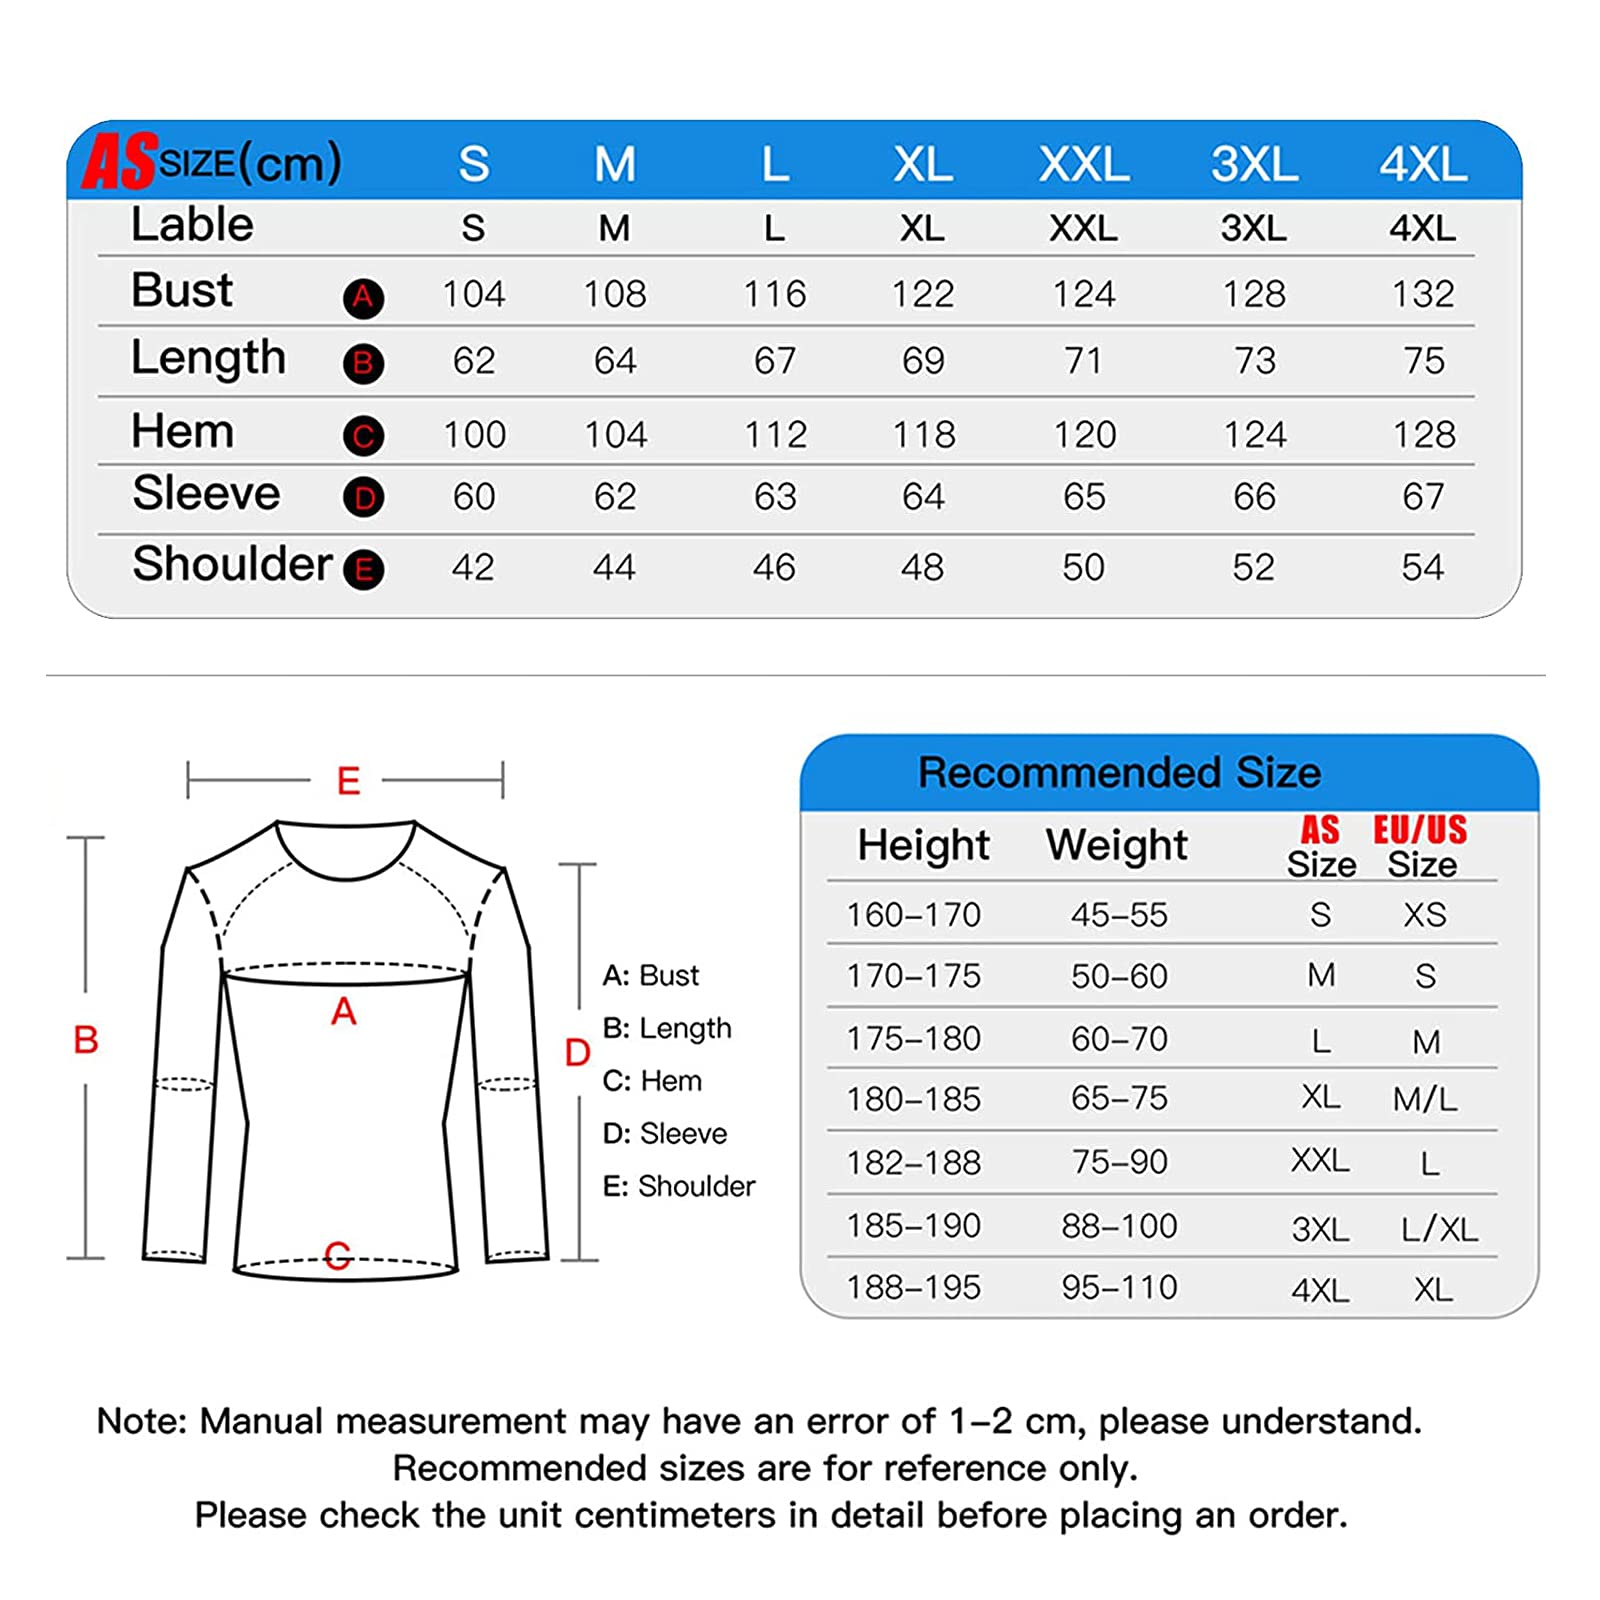 AS SIZE(cm) S M L XL XXL 3XL 4XL
Lable S M L XL XXL 3XL 4XL
Bust A 104 108 116 122 124 128 132
Length B 62 64 67 69 71 73 75
Hem C 100 104 112 118 120 124 128
Sleeve D 60 62 63 64 65 66 67
Shoulder E 42 44 46 48 50 52 54
E
B
A
C
D
A: Bust
B: Length
C: Hem
D: Sleeve
E: Shoulder
Recommended Size
Height Weight AS Size EU/US Size
160–170 45–55 S XS
170–175 50–60 M S
175–180 60–70 L M
180–185 65–75 XL M/L
182–188 75–90 XXL L
185–190 88–100 3XL L/XL
188–195 95–110 4XL XL
Note: Manual measurement may have an error of 1–2 cm, please understand.
Recommended sizes are for reference only.
Please check the unit centimeters in detail before placing an order.